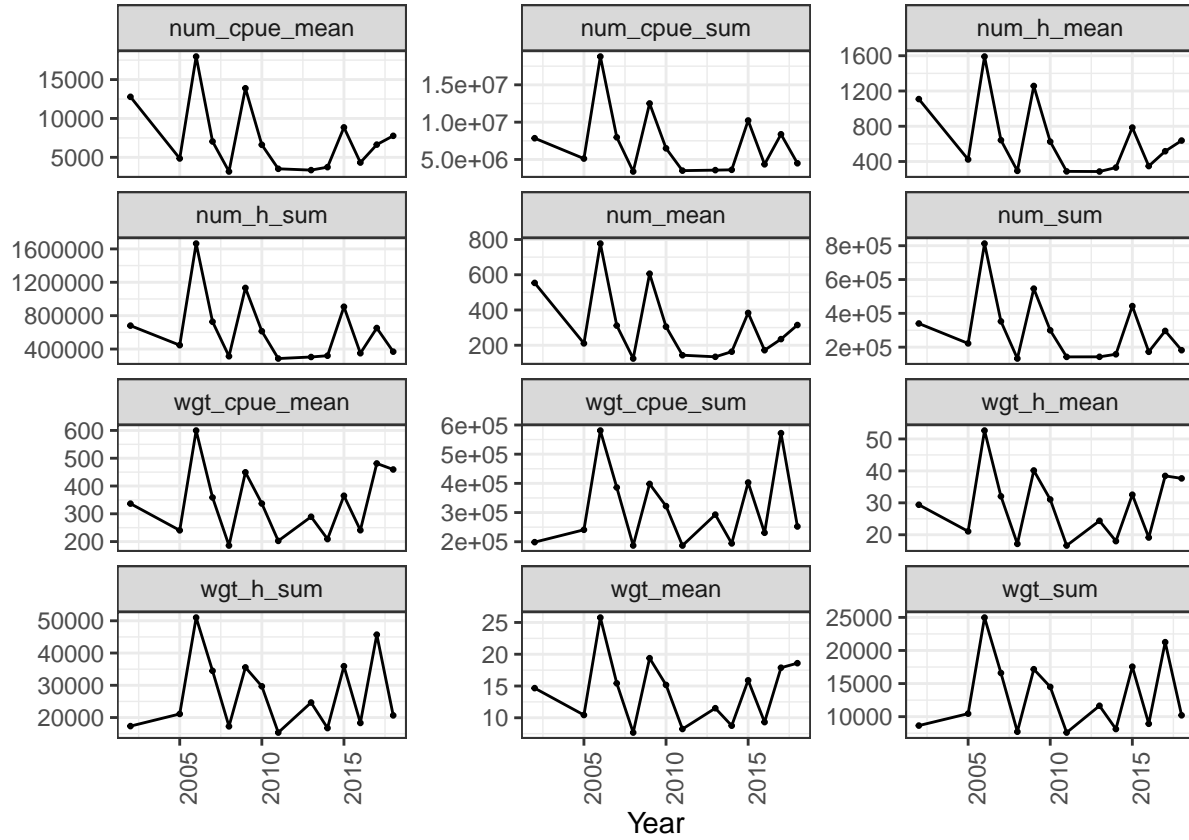 num_cpue_mean
15000
10000
5000
num_cpue_sum
1.5e+07
1.0e+07
5.0e+06
num_h_mean
1600
1200
800
400
num_h_sum
1600000
1200000
800000
400000
num_mean
800
600
400
200
num_sum
8e+05
6e+05
4e+05
2e+05
wgt_cpue_mean
600
500
400
300
200
wgt_cpue_sum
6e+05
5e+05
4e+05
3e+05
2e+05
wgt_h_mean
50
40
30
20
wgt_h_sum
50000
40000
30000
20000
2005
2010
2015
wgt_mean
25
20
15
10
2005
2010
2015
wgt_sum
25000
20000
15000
10000
2005
2010
2015
Year